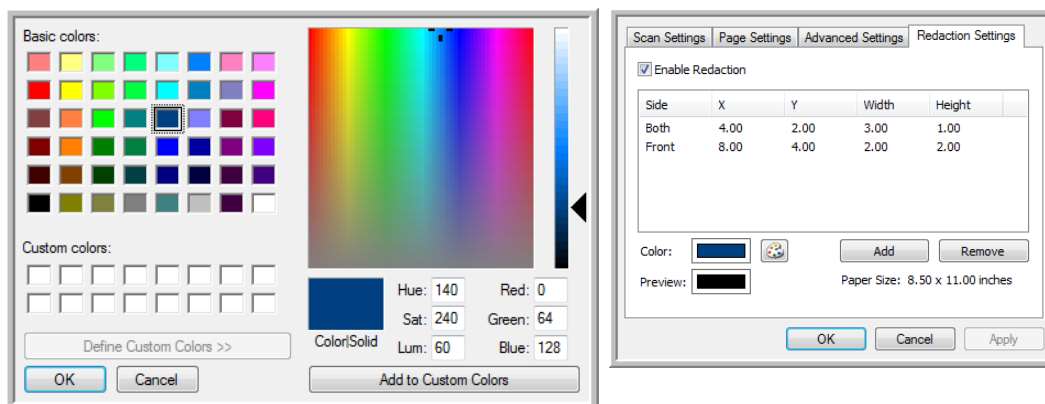 Basic colors:
Custom colors:
Define Custom Colors >>
OK Cancel
Color|Solid
Hue: 140 Red: 0
Sat: 240 Green: 64
Lum: 60 Blue: 128
Add to Custom Colors
Scan Settings Page Settings Advanced Settings Redaction Settings
Enable Redaction
Side X Y Width Height
Both 4.00 2.00 3.00 1.00
Front 8.00 4.00 2.00 2.00
Color: Add Remove
Preview: Paper Size: 8.50 x 11.00 inches
OK Cancel Apply